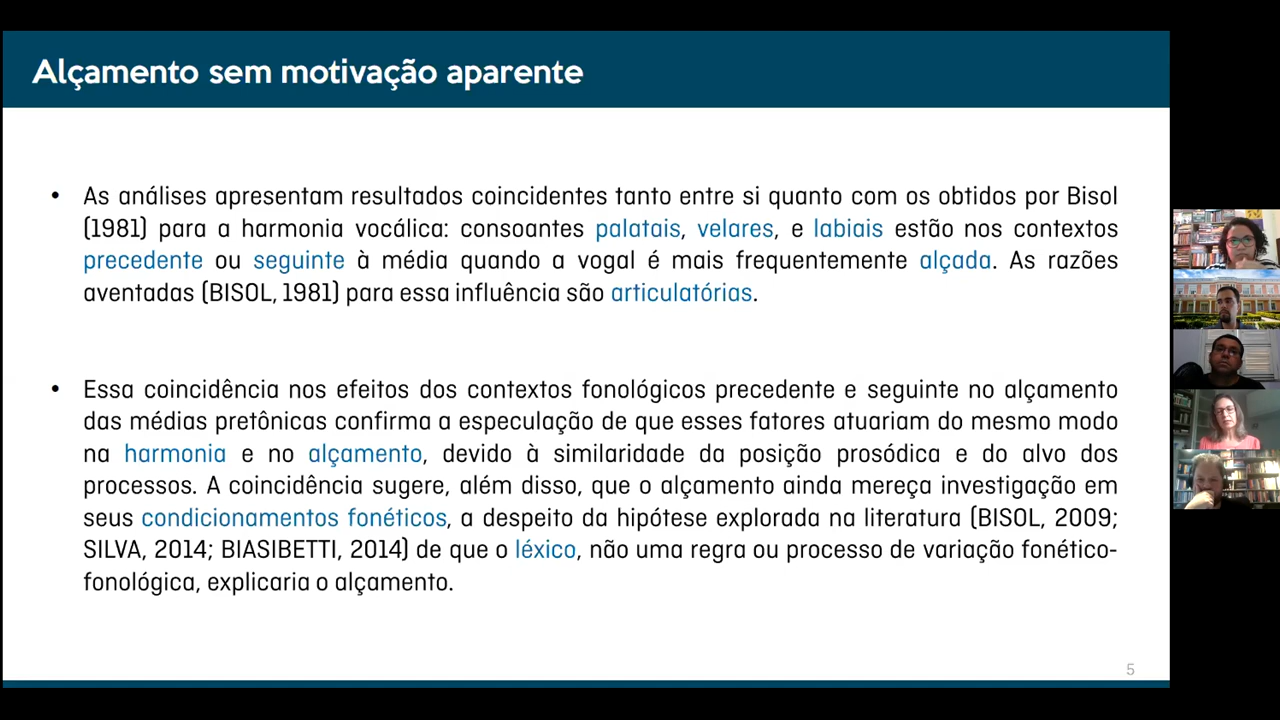 Alçamento sem motivação aparente
• As análises apresentam resultados coincidentes tanto entre si quanto com os obtidos por Bisol
(1981) para a harmonia vocálica: consoantes palatais, velares, e labiais estão nos contextos
precedente ou seguinte à média quando a vogal é mais frequentemente alçada. As razões
aventadas (BISOL, 1981) para essa influência são articulatórias.
• Essa coincidência nos efeitos dos contextos fonológicos precedente e seguinte no alçamento
das médias pretônicas confirma a especulação de que esses fatores atuariam do mesmo modo
na harmonia e no alçamento, devido à similaridade da posição prosódica e do alvo dos
processos. A coincidência sugere, além disso, que o alçamento ainda mereça investigação em
seus condicionamentos fonéticos, a despeito da hipótese explorada na literatura (BISOL, 2009;
SILVA, 2014; BIASIBETTI, 2014) de que o léxico, não uma regra ou processo de variação fonético-
fonológica, explicaria o alçamento.
5